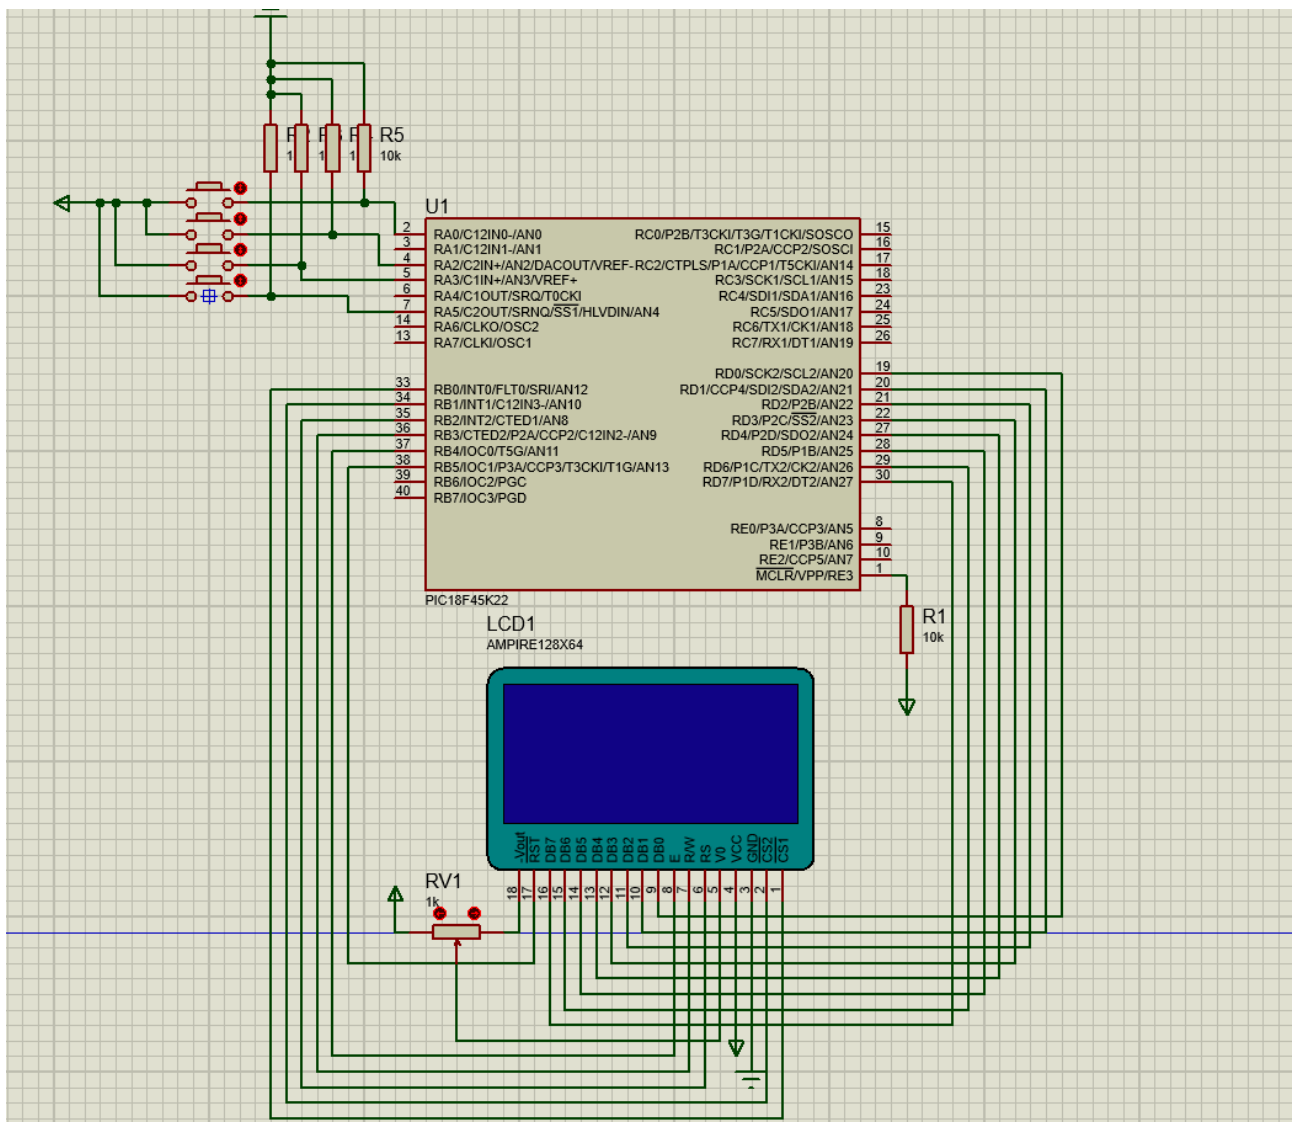 R5
10k
U1
2
3
4
5
6
7
14
13
33
34
35
36
37
38
39
40
RA0/C12IN0-/AN0
RA1/C12IN1-/AN1
RA2/C2IN+/AN2/DACOUT/VREF-
RA3/C1IN+/AN3/VREF+
RA4/C1OUT/SRQ/T0CKI
RA5/C2OUT/SRNQ/SS1/HLVDIN/AN4
RA6/CLKO/OSC2
RA7/CLKI/OSC1
RB0/INT0/FLT0/SRI/AN12
RB1/INT1/C12IN3-/AN10
RB2/INT2/CTED1/AN8
RB3/CTED2/P2A/CCP2/C12IN2-/AN9
RB4/IOC0/T5G/AN11
RB5/IOC1/P3A/CCP3/T3CKI/T1G/AN13
RB6/IOC2/PGC
RB7/IOC3/PGD
RC0/P2B/T3CKI/T3G/T1CKI/SOSCO
RC1/P2A/CCP2/SOSCI
RC2/CTPLS/P1A/CCP1/T5CKI/AN14
RC3/SCK1/SCL1/AN15
RC4/SDI1/SDA1/AN16
RC5/SDO1/AN17
RC6/TX1/CK1/AN18
RC7/RX1/DT1/AN19
RD0/SCK2/SCL2/AN20
RD1/CCP4/SDI2/SDA2/AN21
RD2/P2B/AN22
RD3/P2C/SS2/AN23
RD4/P2D/SDO2/AN24
RD5/P1B/AN25
RD6/P1C/TX2/CK2/AN26
RD7/P1D/RX2/DT2/AN27
RE0/P3A/CCP3/AN5
RE1/P3B/AN6
RE2/CCP5/AN7
MCLR/VPP/RE3
15
16
17
18
23
24
25
26
19
20
21
22
27
28
29
30
8
9
10
1
PIC18F45K22
R1
10k
LCD1
AMPIRE128X64
-Vout
RST
DB7
DB6
DB5
DB4
DB3
DB2
DB1
DB0
E
R/W
RS
V0
VCC
GND
CS2
CS1
18
17
16
15
14
13
12
11
10
9
8
7
6
5
4
3
2
1
RV1
1k